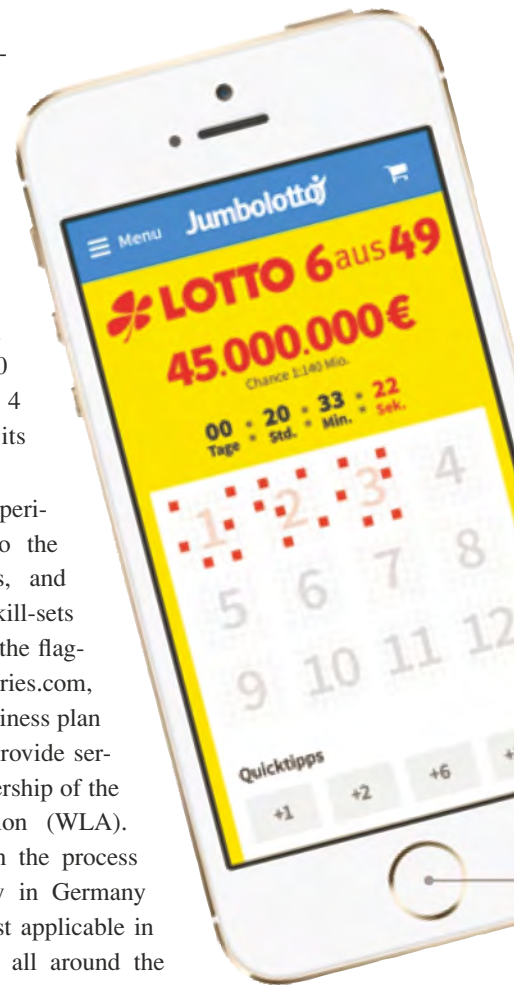 0
4
its
peri-
o the
s, and
kill-sets
the flag-
ries.com,
iness plan
rovide ser-
ership of the
ion (WLA).
n the process
y in Germany
st applicable in
all around the
Menu Jumbolotto
LOTTO 6aus49
45.000.000€
Chance 1:140 Mio.
00 : 20 : 33 : 22
Tage Std. Min. Sek.
1 2 3 4
5 6 7 8
9 10 11 12
Quicktipps
+1 +2 +6